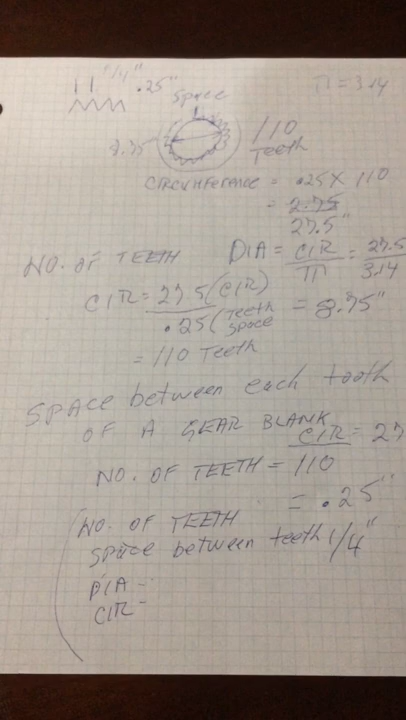 1/4" .25"
Space
π = 3.14
8.75
110
Teeth
CIRCUMFERENCE = .25 X 110
= 2.75
27.5"
NO. OF TEETH DIA = CIR = 27.5
π 3.14
CIR = 27.5 (CIR)
.25 (Teeth = 8.75"
Space
= 110 Teeth
SPACE between each tooth
OF A GEAR BLANK
CIR = 27
NO. OF TEETH = 110
= .25"
NO. OF TEETH
Space between teeth 1/4"
DIA =
CIR =